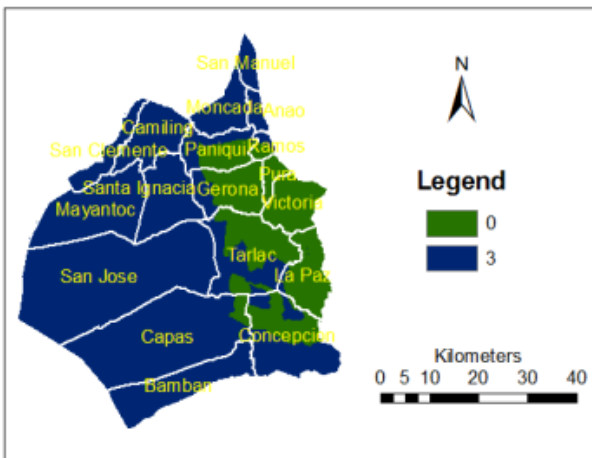 San Manuel
N
Moncada Anao
Camiling
San Clemente Paniqui Ramos
Pura
Legend
Santa Ignacia Gerona
Mayantoc Victoria
0
Tarlac
3
San Jose La Paz
Capas Concepcion
Kilometers
Bamban
0 5 10 20 30 40